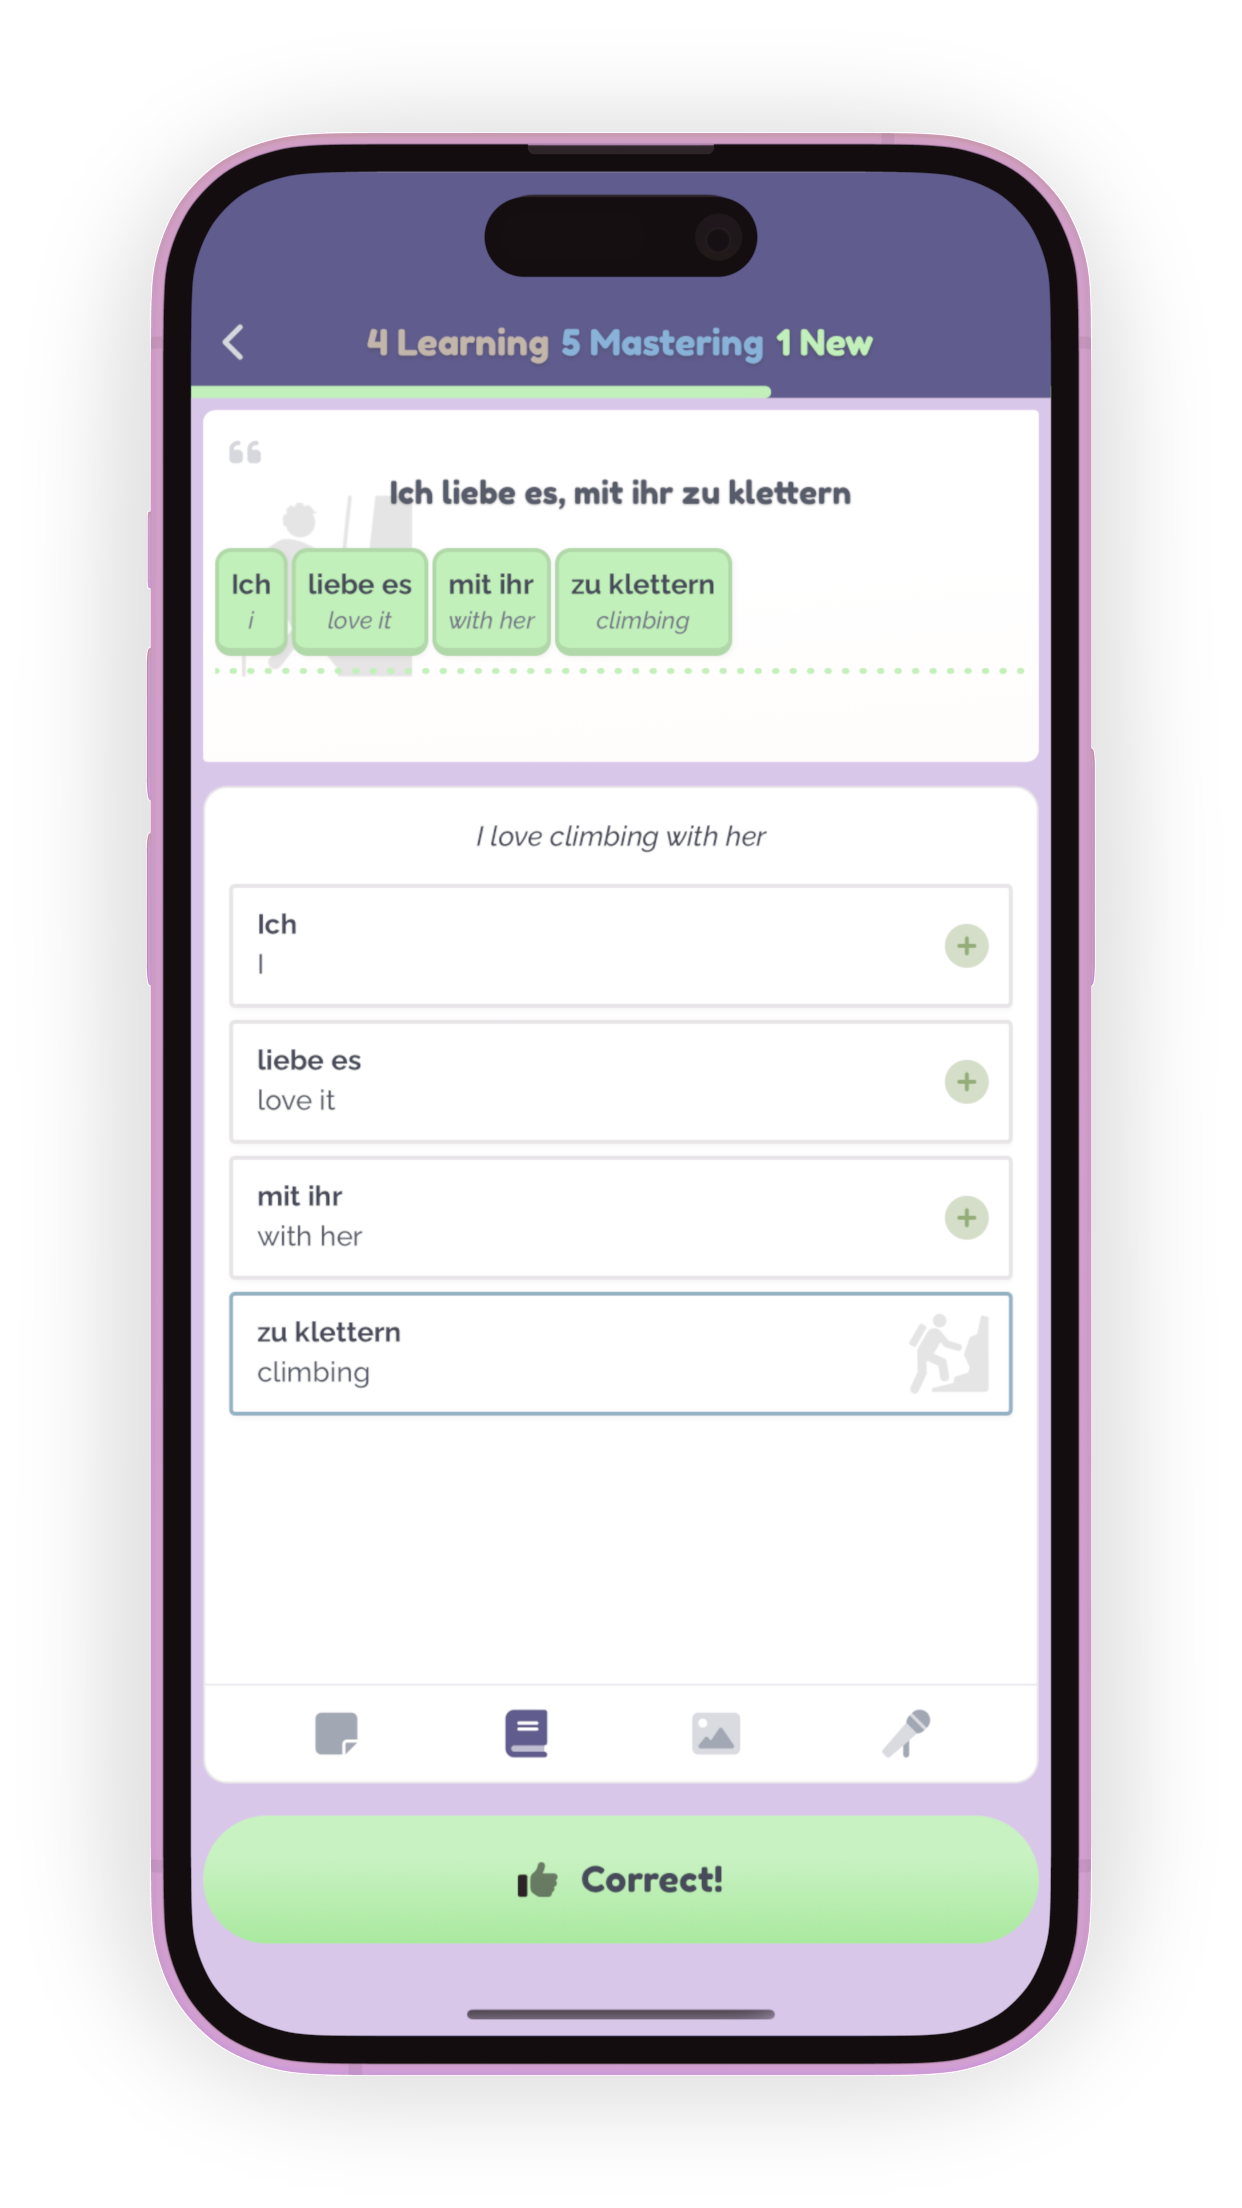 4 Learning 5 Mastering 1 New
“
Ich liebe es, mit ihr zu klettern
Ich liebe es mit ihr zu klettern
i love it with her climbing
I love climbing with her
Ich
I
liebe es
love it
mit ihr
with her
zu klettern
climbing
Correct!